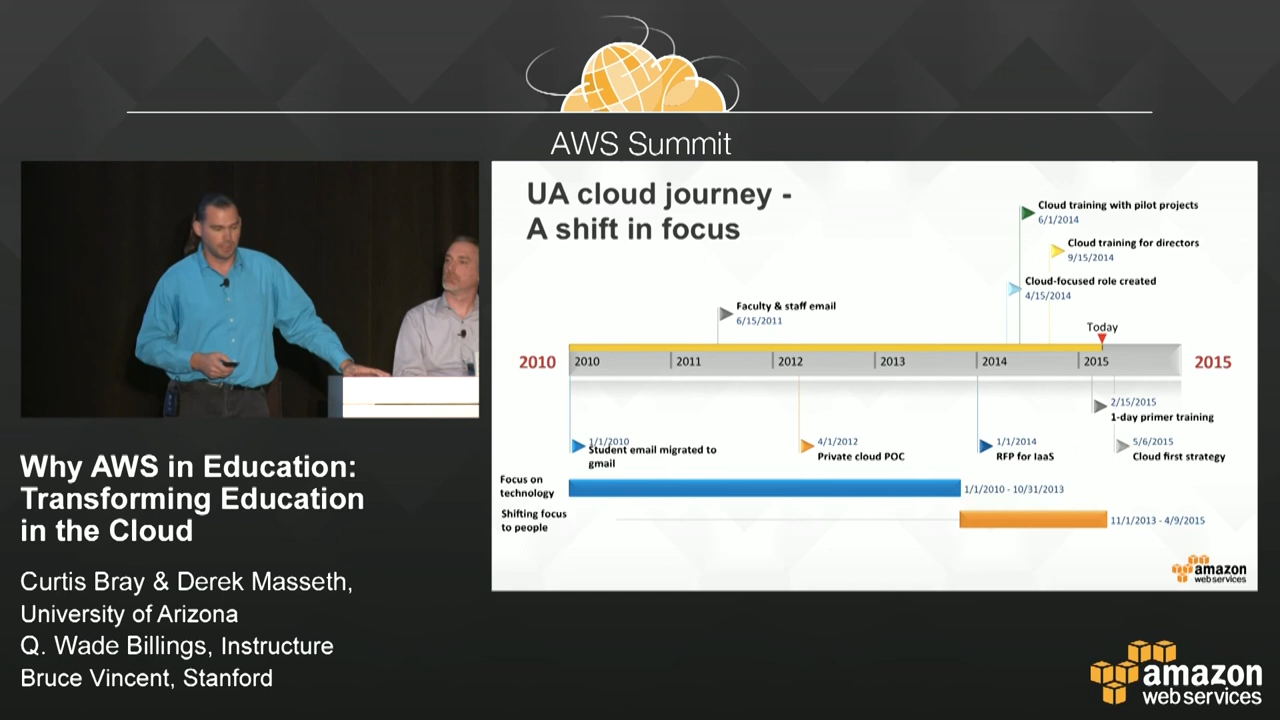 AWS Summit
UA cloud journey -
A shift in focus
Cloud training with pilot projects
6/1/2014
Cloud training for directors
9/15/2014
Cloud-focused role created
4/15/2014
Faculty & staff email
6/15/2011
Today
2010
2010
2011
2012
2013
2014
2015
2015
2/15/2015
1-day primer training
1/1/2010
Student email migrated to
gmail
4/1/2012
Private cloud POC
1/1/2014
RFP for IaaS
5/6/2015
Cloud first strategy
Focus on
technology
1/1/2010 - 10/31/2013
Shifting focus
to people
11/1/2013 - 4/9/2015
amazon
web services
Why AWS in Education:
Transforming Education
in the Cloud
Curtis Bray & Derek Masseth,
University of Arizona
Q. Wade Billings, Instructure
Bruce Vincent, Stanford
amazon
web services